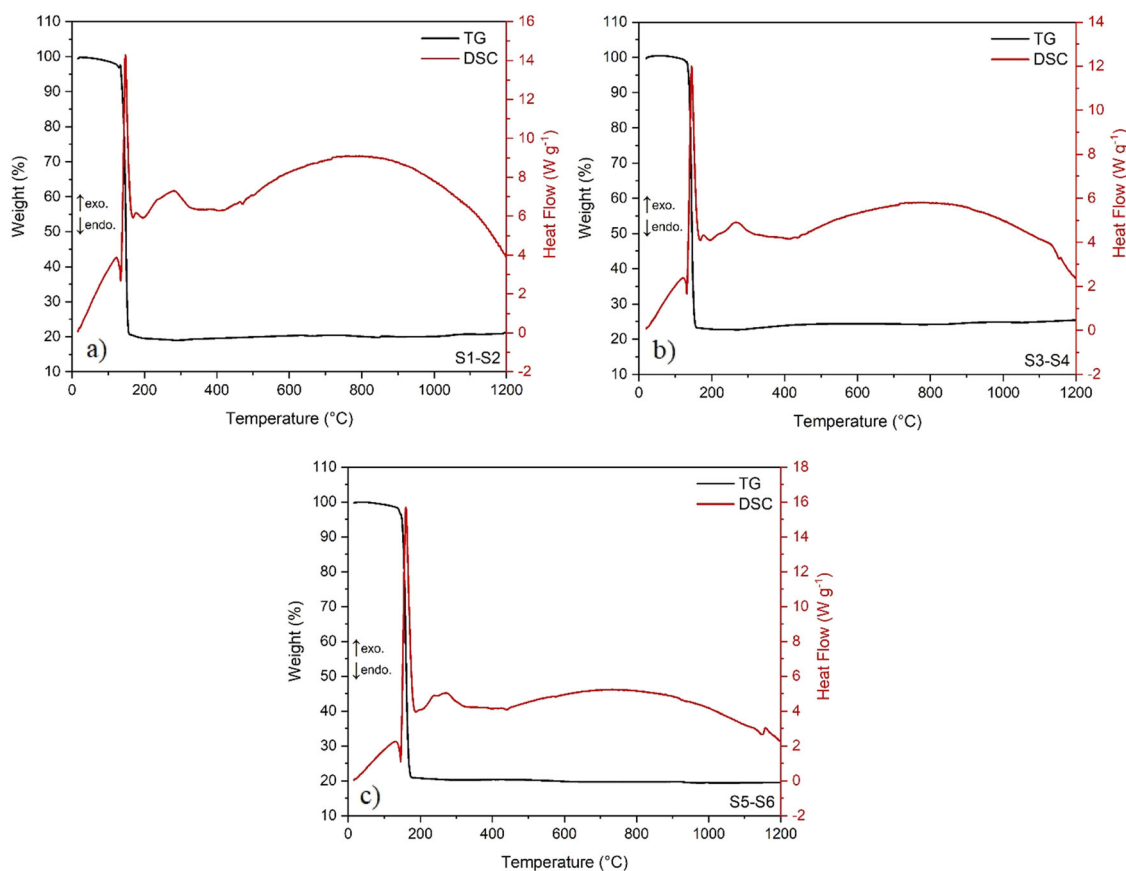 110
100
90
80
70
60
50
40
30
20
10
Weight (%)
↑exo.
↓endo.
TG
DSC
16
14
12
10
8
6
4
2
0
-2
Heat Flow (W g⁻¹)
a)
S1-S2
0 200 400 600 800 1000 1200
Temperature (°C)
110
100
90
80
70
60
50
40
30
20
10
Weight (%)
↑exo.
↓endo.
TG
DSC
14
12
10
8
6
4
2
0
-2
Heat Flow (W g⁻¹)
b)
S3-S4
0 200 400 600 800 1000 1200
Temperature (°C)
110
100
90
80
70
60
50
40
30
20
10
Weight (%)
↑exo.
↓endo.
TG
DSC
18
16
14
12
10
8
6
4
2
0
-2
Heat Flow (W g⁻¹)
c)
S5-S6
0 200 400 600 800 1000 1200
Temperature (°C)